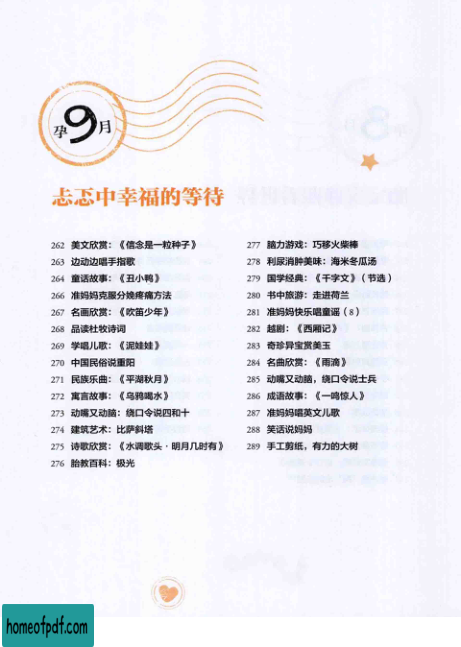 孕9月
忐忑中幸福的等待
262 美文欣赏：《信念是一粒种子》
263 边动边唱手指歌
264 童话故事：《丑小鸭》
266 准妈妈克服分娩疼痛方法
267 名画欣赏：《吹笛少年》
268 品读杜牧诗词
269 学唱儿歌：《泥娃娃》
270 中国民俗说重阳
271 民族乐曲：《平湖秋月》
272 寓言故事：《乌鸦喝水》
273 动嘴又动脑：绕口令说四和十
274 建筑艺术：比萨斜塔
275 诗歌欣赏：《水调歌头·明月几时有》
276 胎教百科：极光
277 脑力游戏：巧移火柴棒
278 利尿消肿美味：海米冬瓜汤
279 国学经典：《千字文》（节选）
280 书中旅游：走进荷兰
281 准妈妈快乐唱童谣（8）
282 越剧：《西厢记》
283 奇珍异宝赏美玉
284 名曲欣赏：《雨滴》
285 动嘴又动脑，绕口令说士兵
286 成语故事：《一鸣惊人》
287 准妈妈唱英文儿歌
288 笑话说妈妈
289 手工剪纸，有力的大树
homeofpdf.com